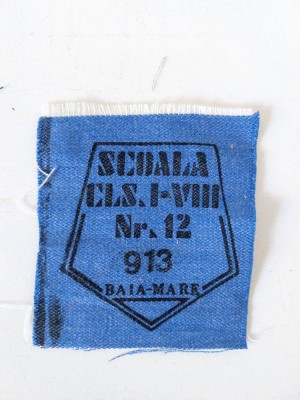 SCOALA
CLS. I-VIII
Nr. 12
913
BAIA-MARE